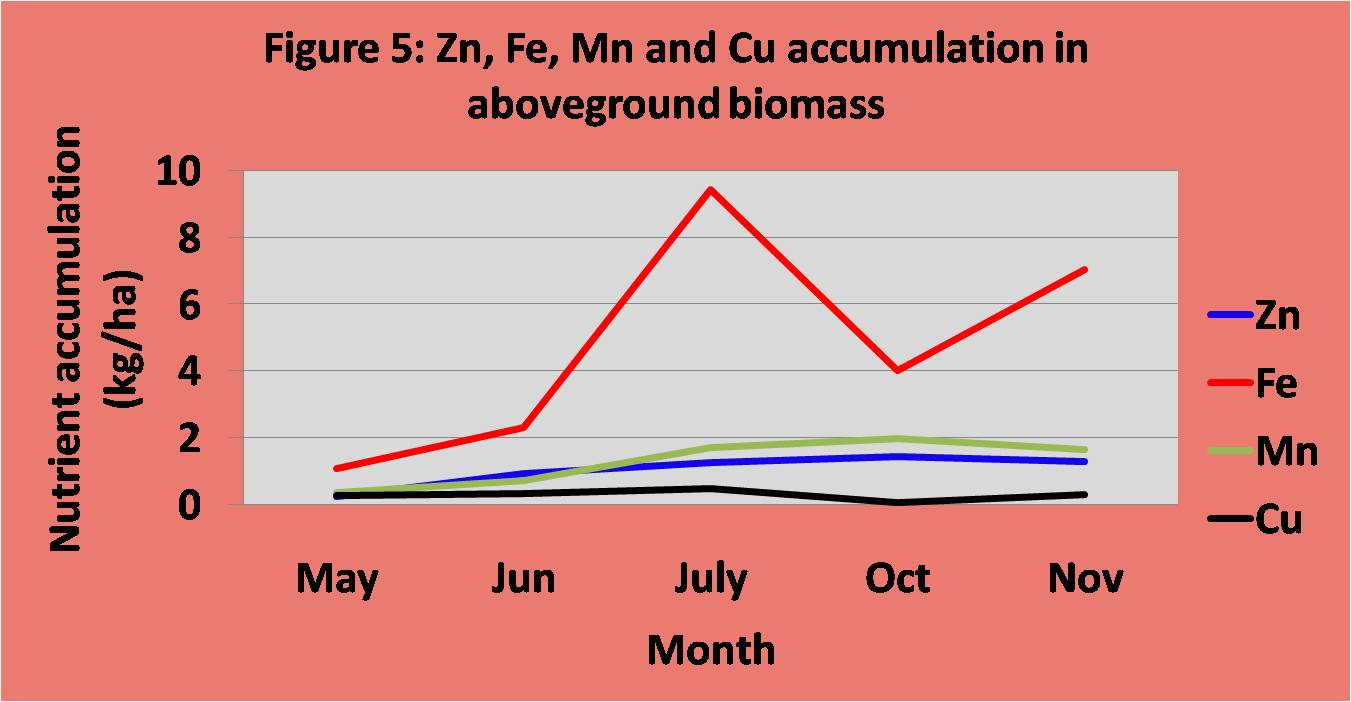 Figure 5: Zn, Fe, Mn and Cu accumulation in
aboveground biomass
Nutrient accumulation
(kg/ha)
10
8
6
4
2
0
May
Jun
July
Oct
Nov
Month
Zn
Fe
Mn
Cu